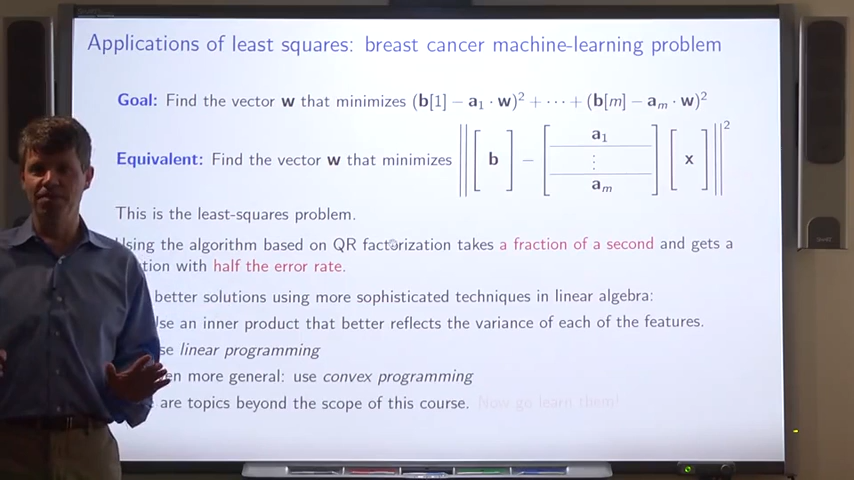 Applications of least squares: breast cancer machine-learning problem
Goal: Find the vector w that minimizes (b[1] − a₁ · w)² + ··· + (b[m] − aₘ · w)²
Equivalent: Find the vector w that minimizes ‖[ b ] − [ a₁ ⋮ aₘ ] [ x ]‖²
This is the least-squares problem.
sing the algorithm based on QR factorization takes a fraction of a second and gets a
tion with half the error rate.
better solutions using more sophisticated techniques in linear algebra:
se an inner product that better reflects the variance of each of the features.
se linear programming
en more general: use convex programming
are topics beyond the scope of this course. Now go learn them!